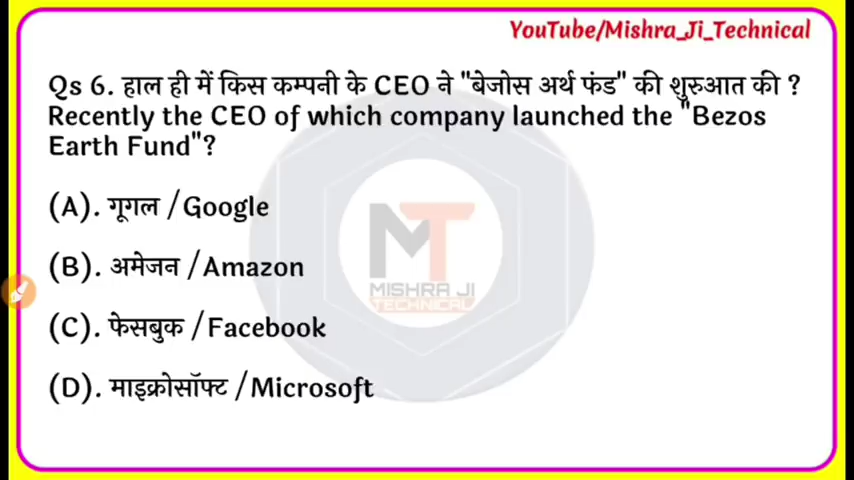 YouTube/Mishra_Ji_Technical
Qs 6. हाल ही में किस कम्पनी के CEO ने "बेजोस अर्थ फंड" की शुरुआत की ?
Recently the CEO of which company launched the "Bezos
Earth Fund"?
(A). गूगल /Google
(B). अमेजन /Amazon
MT
MISHRA JI
TECHNICAL
(C). फेसबुक /Facebook
(D). माइक्रोसॉफ्ट /Microsoft